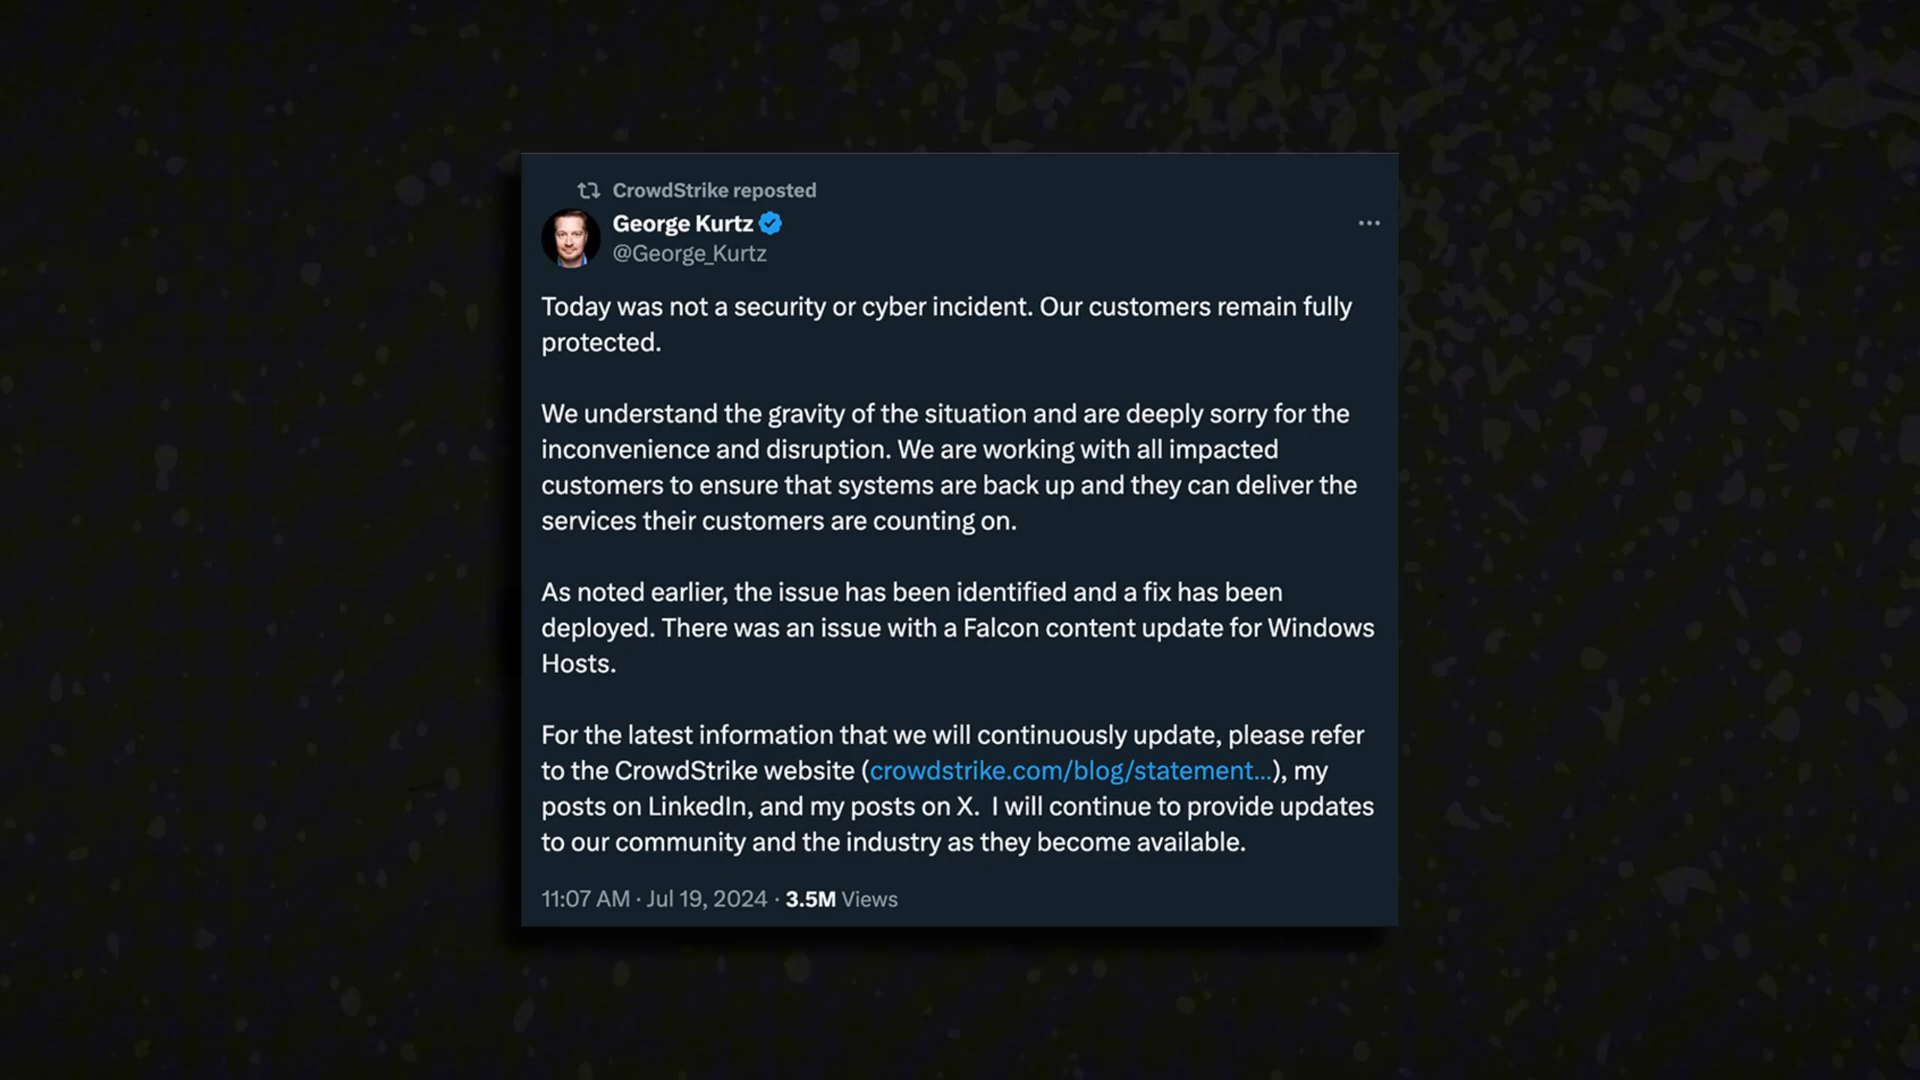 CrowdStrike reposted
George Kurtz
@George_Kurtz
Today was not a security or cyber incident. Our customers remain fully
protected.
We understand the gravity of the situation and are deeply sorry for the
inconvenience and disruption. We are working with all impacted
customers to ensure that systems are back up and they can deliver the
services their customers are counting on.
As noted earlier, the issue has been identified and a fix has been
deployed. There was an issue with a Falcon content update for Windows
Hosts.
For the latest information that we will continuously update, please refer
to the CrowdStrike website (crowdstrike.com/blog/statement...), my
posts on LinkedIn, and my posts on X.  I will continue to provide updates
to our community and the industry as they become available.
11:07 AM · Jul 19, 2024 · 3.5M Views